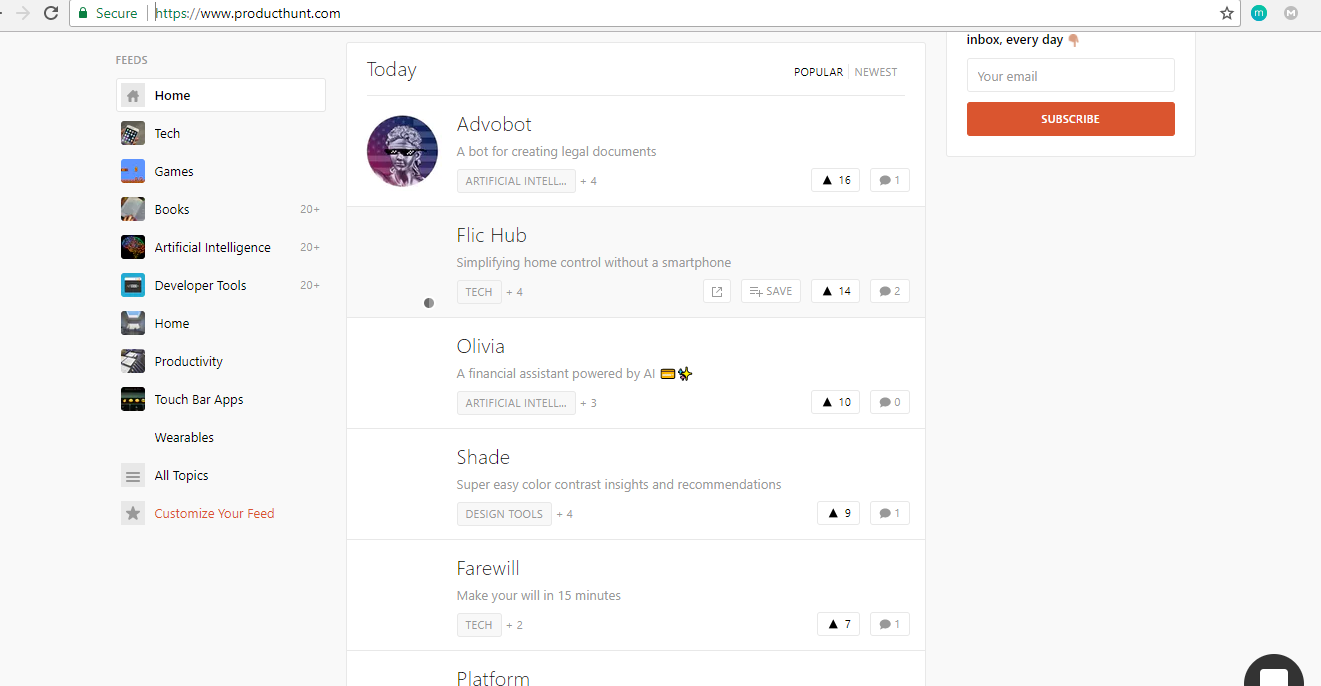 Secure
https://www.producthunt.com
FEEDS
Home
Tech
Games
Books 20+
Artificial Intelligence 20+
Developer Tools 20+
Home
Productivity
Touch Bar Apps
Wearables
All Topics
Customize Your Feed
Today
POPULAR NEWEST
Advobot
A bot for creating legal documents
ARTIFICIAL INTELL... + 4
16 1
Flic Hub
Simplifying home control without a smartphone
TECH + 4
SAVE 14 2
Olivia
A financial assistant powered by AI 💳✨
ARTIFICIAL INTELL... + 3
10 0
Shade
Super easy color contrast insights and recommendations
DESIGN TOOLS + 4
9 1
Farewill
Make your will in 15 minutes
TECH + 2
7 1
Platform
inbox, every day 👇🏽
Your email
SUBSCRIBE